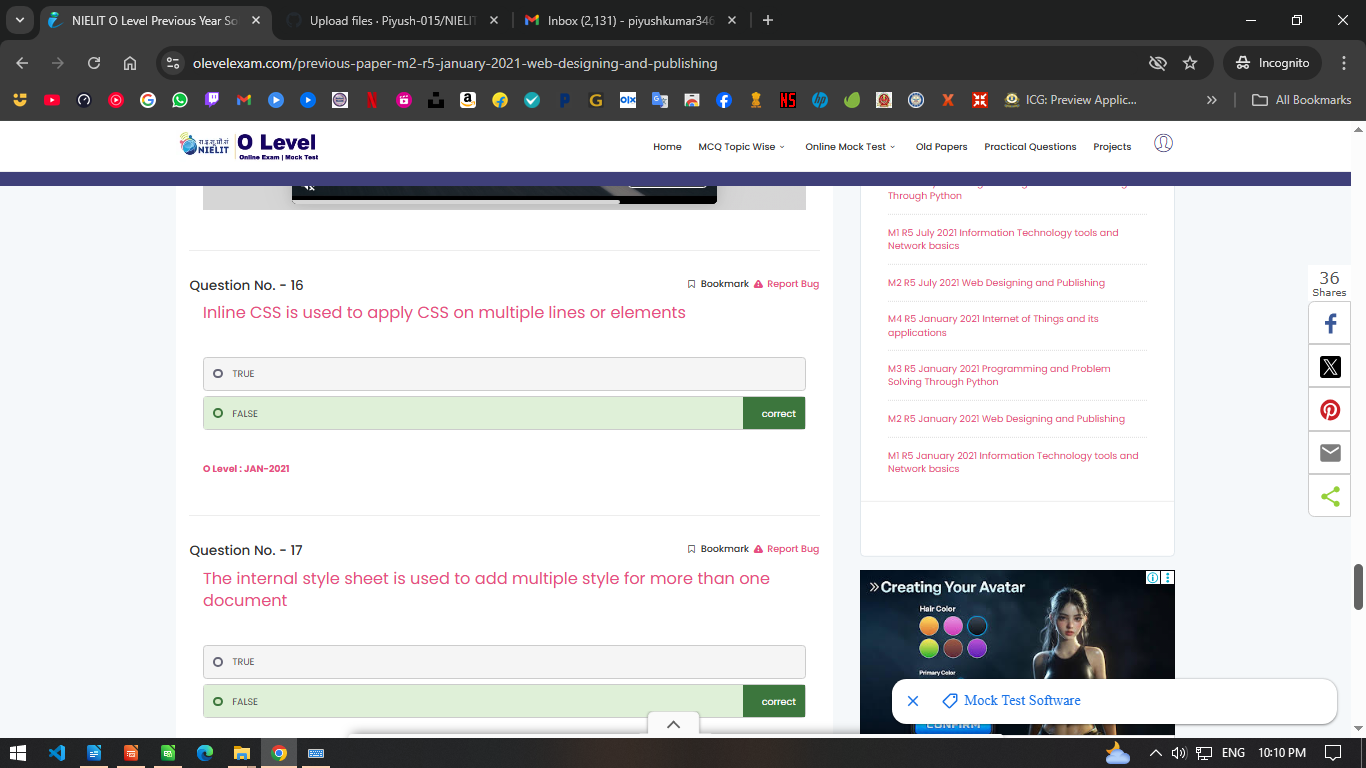 NIELIT O Level Previous Year So
Upload files · Piyush-015/NIELIT
Inbox (2,131) - piyushkumar346
olevelexam.com/previous-paper-m2-r5-january-2021-web-designing-and-publishing
Incognito
ICG: Preview Applic...
All Bookmarks
रा.इ.सू.प्रौ.सं
NIELIT
O Level
Online Exam | Mock Test
Home
MCQ Topic Wise
Online Mock Test
Old Papers
Practical Questions
Projects
Question No. - 16
Bookmark
Report Bug
Inline CSS is used to apply CSS on multiple lines or elements
TRUE
FALSE
correct
O Level : JAN-2021
Question No. - 17
Bookmark
Report Bug
The internal style sheet is used to add multiple style for more than one
document
TRUE
FALSE
correct
Through Python
M1 R5 July 2021 Information Technology tools and
Network basics
M2 R5 July 2021 Web Designing and Publishing
M4 R5 January 2021 Internet of Things and its
applications
M3 R5 January 2021 Programming and Problem
Solving Through Python
M2 R5 January 2021 Web Designing and Publishing
M1 R5 January 2021 Information Technology tools and
Network basics
36
Shares
Creating Your Avatar
Hair Color
Primary Color
CONFIRM
Mock Test Software
ENG
10:10 PM